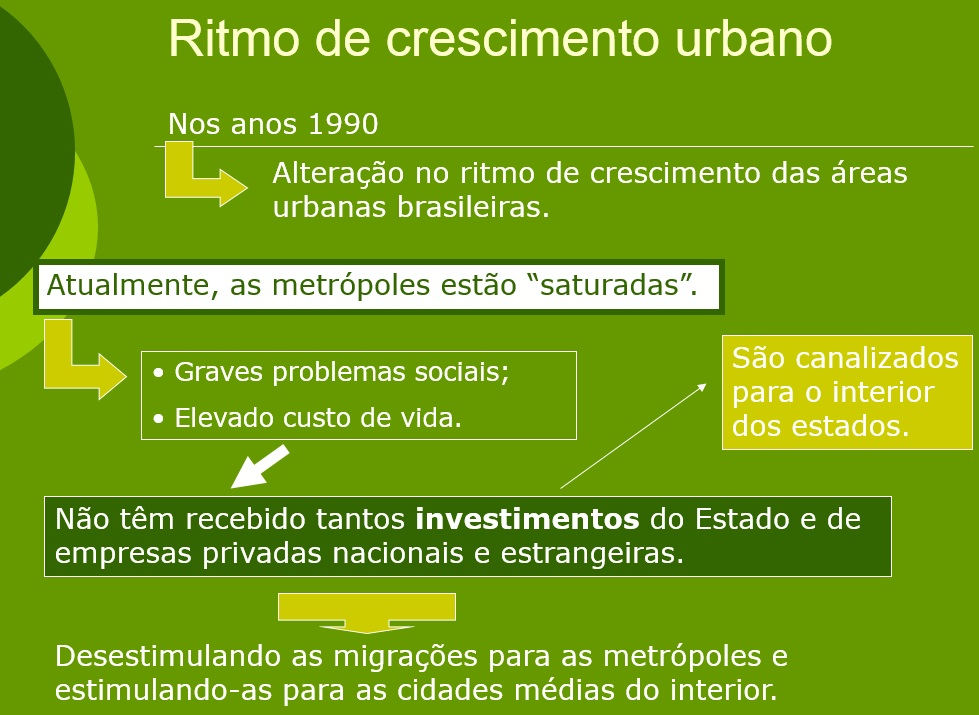 Ritmo de crescimento urbano
Nos anos 1990
Alteração no ritmo de crescimento das áreas
urbanas brasileiras.
Atualmente, as metrópoles estão “saturadas”.
• Graves problemas sociais;
• Elevado custo de vida.
São canalizados
para o interior
dos estados.
Não têm recebido tantos investimentos do Estado e de
empresas privadas nacionais e estrangeiras.
Desestimulando as migrações para as metrópoles e
estimulando-as para as cidades médias do interior.